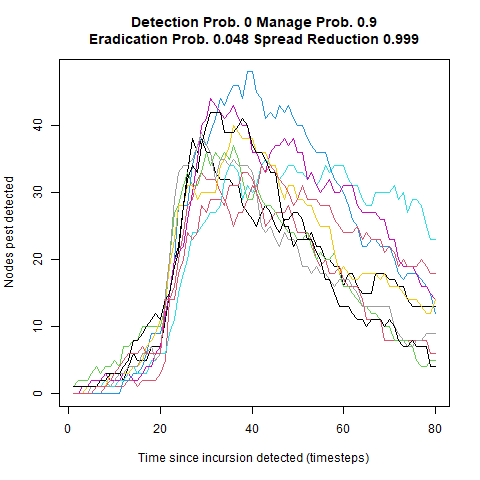 Detection Prob. 0 Manage Prob. 0.9
Eradication Prob. 0.048 Spread Reduction 0.999
Nodes pest detected
40
30
20
10
0
0 20 40 60 80
Time since incursion detected (timesteps)